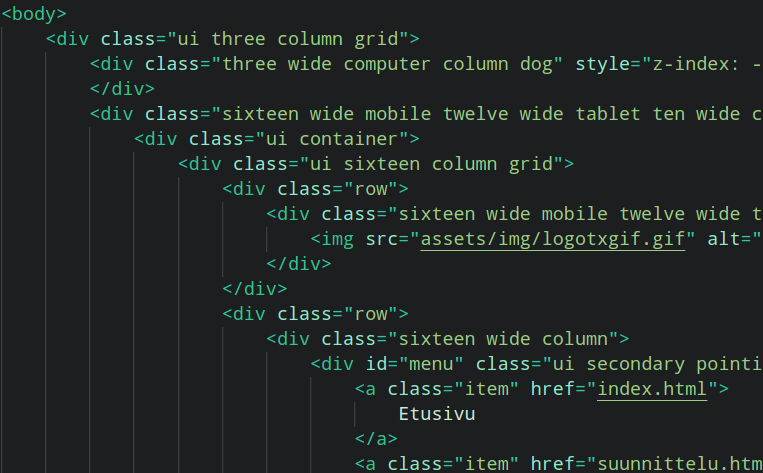 <body>
<div class="ui three column grid">
<div class="three wide computer column dog" style="z-index: -
</div>
<div class="sixteen wide mobile twelve wide tablet ten wide c
<div class="ui container">
<div class="ui sixteen column grid">
<div class="row">
<div class="sixteen wide mobile twelve wide t
<img src="assets/img/logotxgif.gif" alt="
</div>
</div>
<div class="row">
<div class="sixteen wide column">
<div id="menu" class="ui secondary pointi
<a class="item" href="index.html">
Etusivu
</a>
<a class="item" href="suunnittelu.htm